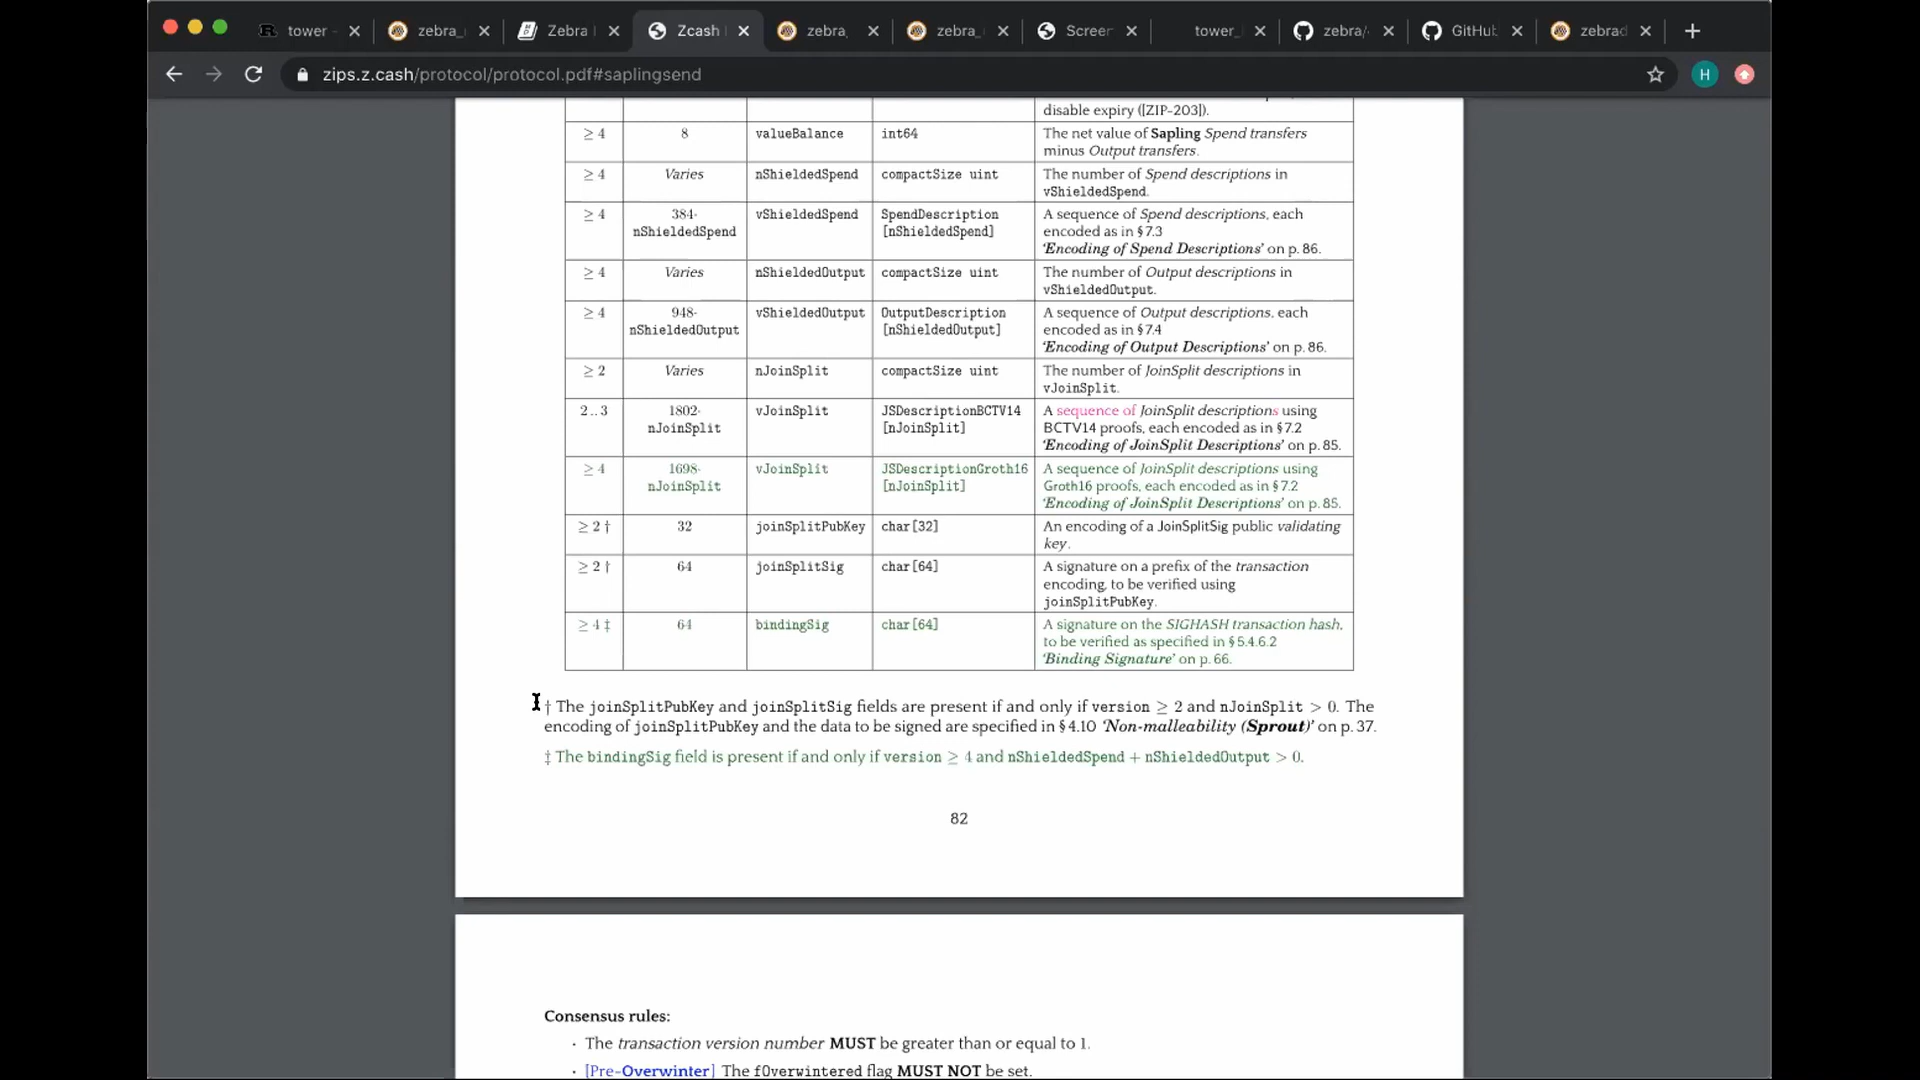 tower
zebra_
Zebra
Zcash
zebra_
zebra_
Screen
tower_
zebra/
GitHub
zebrad
zips.z.cash/protocol/protocol.pdf#saplingsend
H
disable expiry ([ZIP-203]).
≥ 4 8 valueBalance int64 The net value of Sapling Spend transfers
minus Output transfers.
≥ 4 Varies nShieldedSpend compactSize uint The number of Spend descriptions in
vShieldedSpend.
≥ 4 384· vShieldedSpend SpendDescription A sequence of Spend descriptions, each
nShieldedSpend [nShieldedSpend] encoded as in § 7.3
‘Encoding of Spend Descriptions’ on p. 86.
≥ 4 Varies nShieldedOutput compactSize uint The number of Output descriptions in
vShieldedOutput.
≥ 4 948· vShieldedOutput OutputDescription A sequence of Output descriptions, each
nShieldedOutput [nShieldedOutput] encoded as in § 7.4
‘Encoding of Output Descriptions’ on p. 86.
≥ 2 Varies nJoinSplit compactSize uint The number of JoinSplit descriptions in
vJoinSplit.
2 .. 3 1802· vJoinSplit JSDescriptionBCTV14 A sequence of JoinSplit descriptions using
nJoinSplit [nJoinSplit] BCTV14 proofs, each encoded as in § 7.2
‘Encoding of JoinSplit Descriptions’ on p. 85.
≥ 4 1698· vJoinSplit JSDescriptionGroth16 A sequence of JoinSplit descriptions using
nJoinSplit [nJoinSplit] Groth16 proofs, each encoded as in § 7.2
‘Encoding of JoinSplit Descriptions’ on p. 85.
≥ 2 † 32 joinSplitPubKey char[32] An encoding of a JoinSplitSig public validating
key.
≥ 2 † 64 joinSplitSig char[64] A signature on a prefix of the transaction
encoding, to be verified using
joinSplitPubKey.
≥ 4 ‡ 64 bindingSig char[64] A signature on the SIGHASH transaction hash,
to be verified as specified in § 5.4.6.2
‘Binding Signature’ on p. 66.
† The joinSplitPubKey and joinSplitSig fields are present if and only if version ≥ 2 and nJoinSplit > 0. The
encoding of joinSplitPubKey and the data to be signed are specified in § 4.10 ‘Non-malleability (Sprout)’ on p. 37.
‡ The bindingSig field is present if and only if version ≥ 4 and nShieldedSpend + nShieldedOutput > 0.
82
Consensus rules:
· The transaction version number MUST be greater than or equal to 1.
· [Pre-Overwinter] The fOverwintered flag MUST NOT be set.